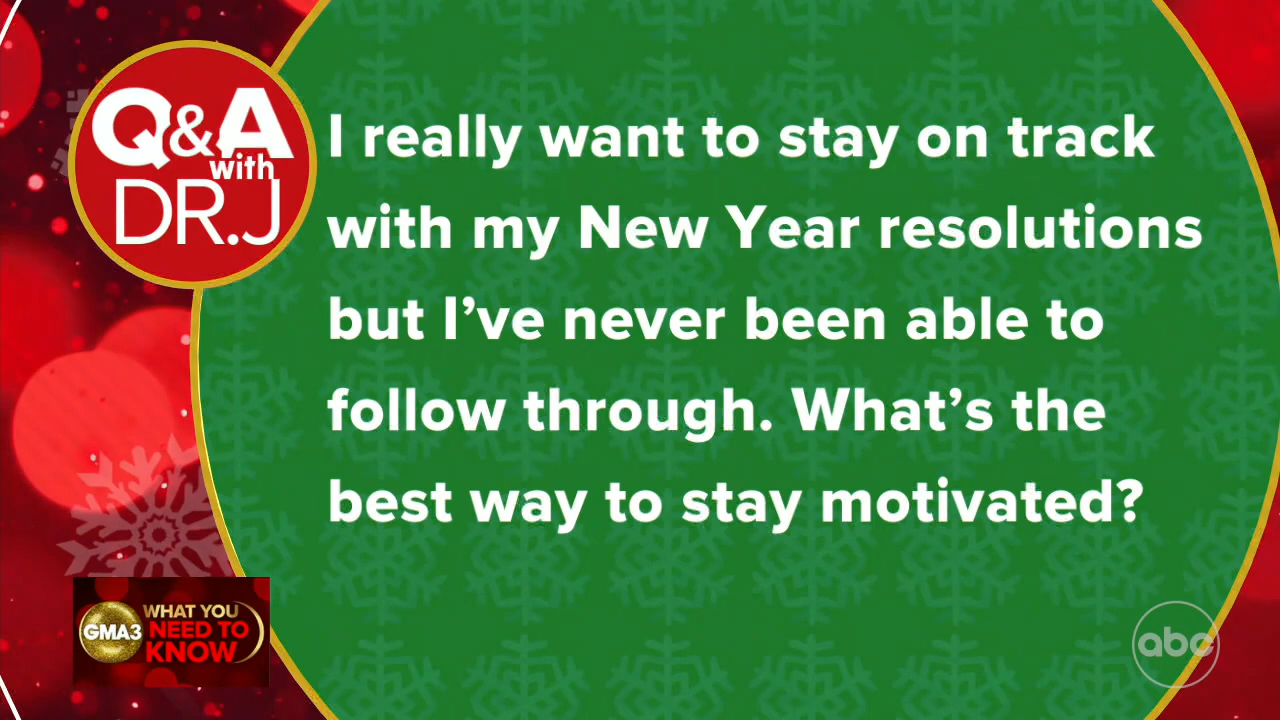 Q&A
with
DR.J
I really want to stay on track
with my New Year resolutions
but I’ve never been able to
follow through. What’s the
best way to stay motivated?
GMA3
WHAT YOU
NEED TO
KNOW
abc